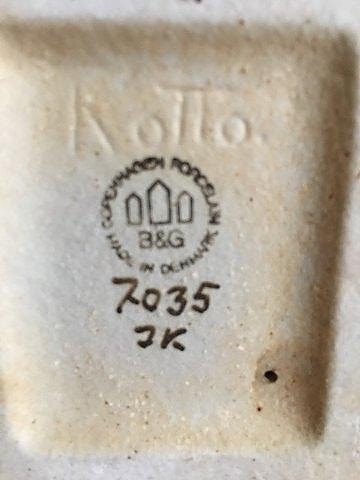 Kotto.
COPENHAGEN PORCELAIN
B&G
MADE IN DENMARK
7035
JK